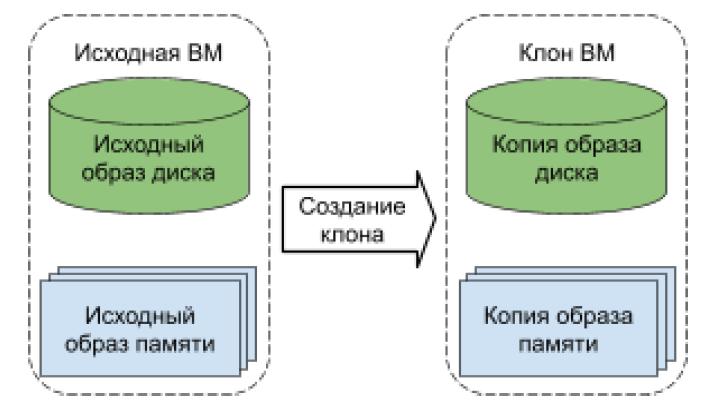 Исходная ВМ
Исходный
образ диска
Исходный
образ памяти
Создание
клона
Клон ВМ
Копия образа
диска
Копия образа
памяти